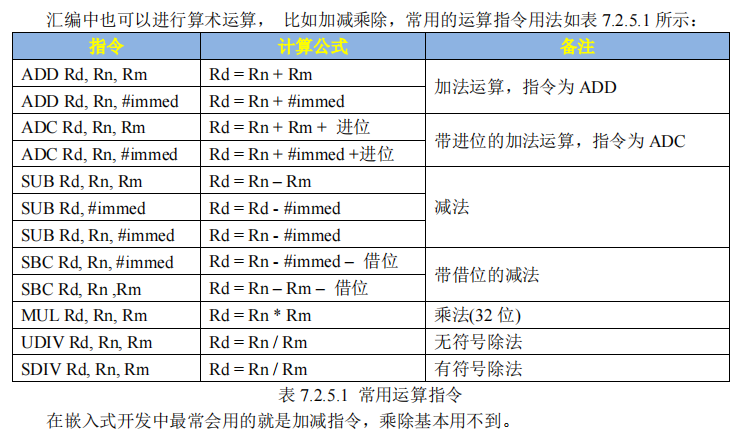 汇编中也可以进行算术运算， 比如加减乘除，常用的运算指令用法如表 7.2.5.1 所示：
指令 计算公式 备注
ADD Rd, Rn, Rm Rd = Rn + Rm 加法运算，指令为 ADD
ADD Rd, Rn, #immed Rd = Rn + #immed
ADC Rd, Rn, Rm Rd = Rn + Rm + 进位 带进位的加法运算，指令为 ADC
ADC Rd, Rn, #immed Rd = Rn + #immed +进位
SUB Rd, Rn, Rm Rd = Rn – Rm 减法
SUB Rd, #immed Rd = Rd - #immed
SUB Rd, Rn, #immed Rd = Rn - #immed
SBC Rd, Rn, #immed Rd = Rn - #immed – 借位 带借位的减法
SBC Rd, Rn ,Rm Rd = Rn – Rm – 借位
MUL Rd, Rn, Rm Rd = Rn * Rm 乘法(32 位)
UDIV Rd, Rn, Rm Rd = Rn / Rm 无符号除法
SDIV Rd, Rn, Rm Rd = Rn / Rm 有符号除法
表 7.2.5.1 常用运算指令
在嵌入式开发中最常会用的就是加减指令，乘除基本用不到。